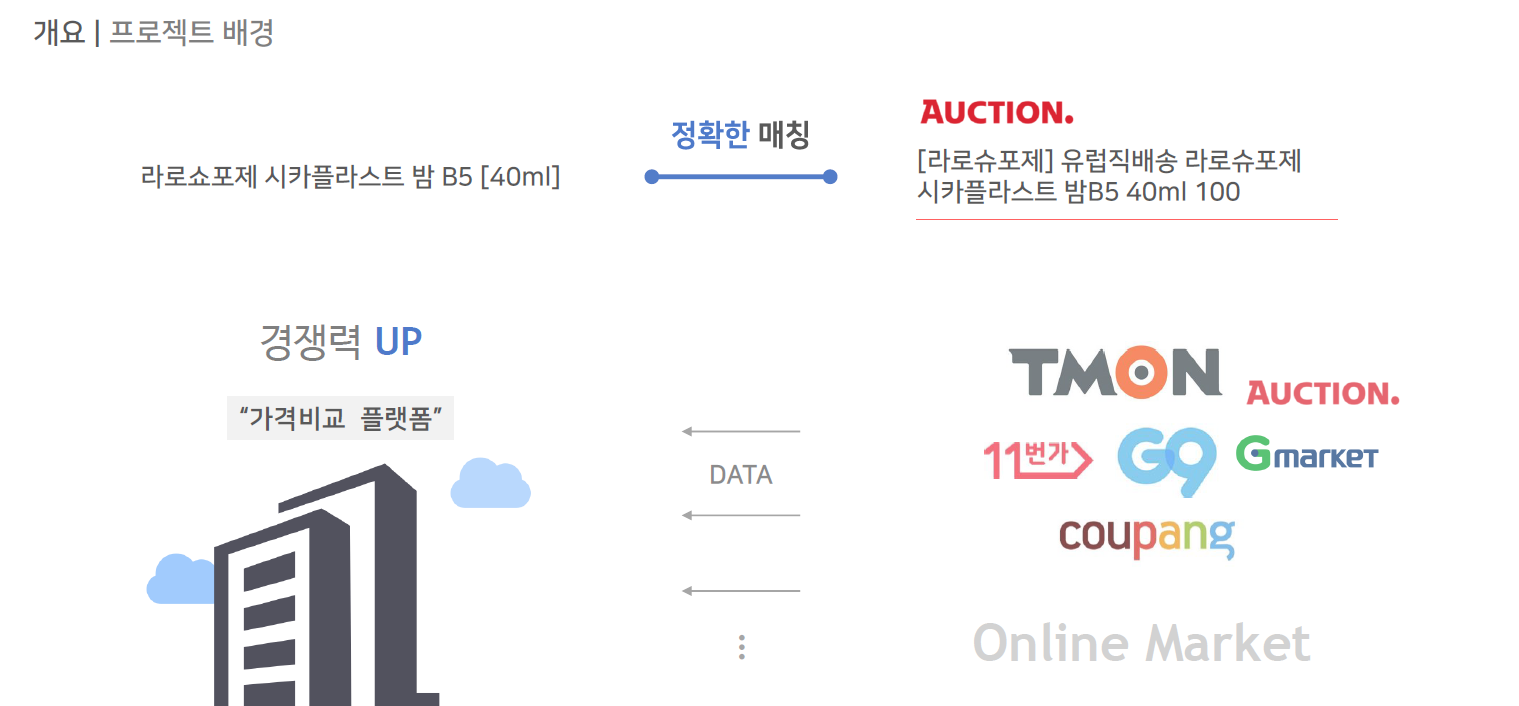 개요 | 프로젝트 배경
라로쇼포제 시카플라스트 밤 B5 [40ml]
정확한 매칭
AUCTION.
[라로슈포제] 유럽직배송 라로슈포제
시카플라스트 밤B5 40ml 100
경쟁력 UP
“가격비교 플랫폼”
DATA
TMON
AUCTION.
11번가
G9
Gmarket
coupang
Online Market